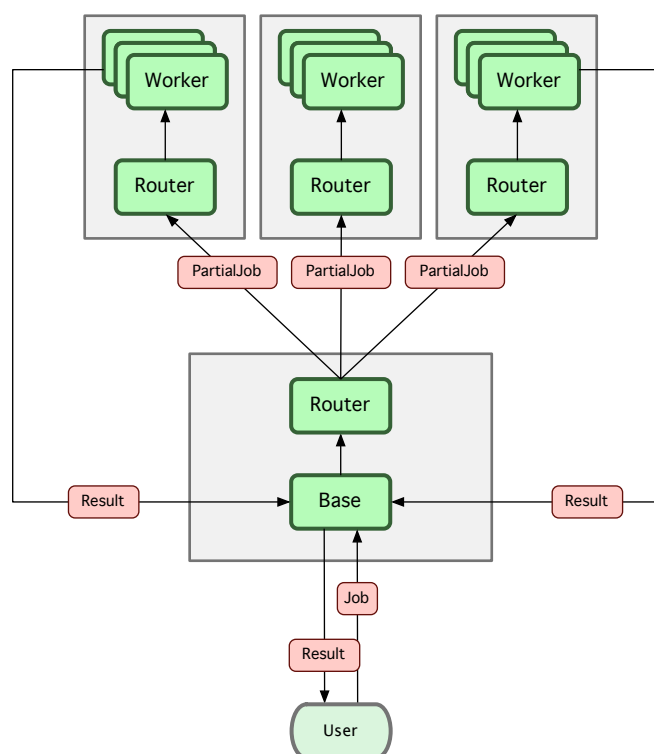 Worker
Worker
Worker
Router
Router
Router
PartialJob
PartialJob
PartialJob
Router
Result
Base
Result
Job
Result
User